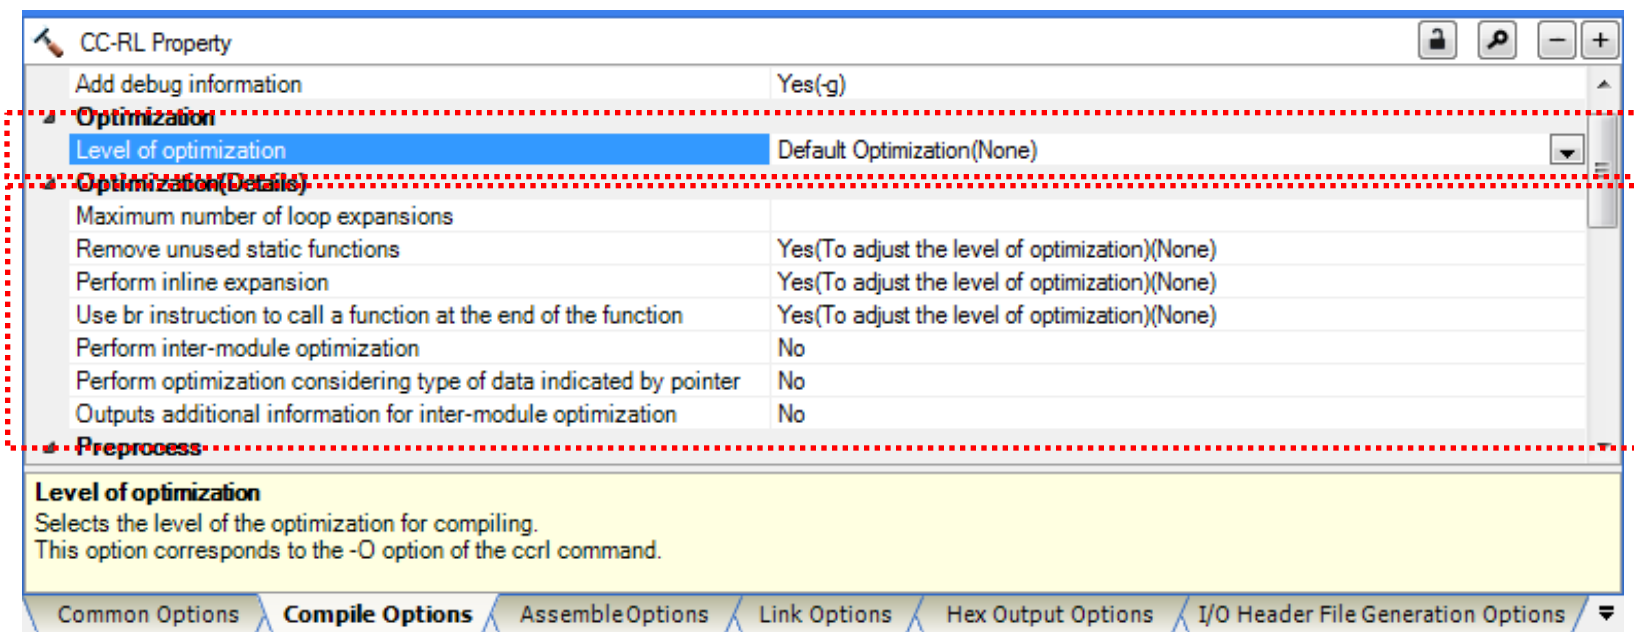 CC-RL Property
Add debug information Yes(-g)
Optimization
Level of optimization Default Optimization(None)
Optimization(Details)
Maximum number of loop expansions
Remove unused static functions Yes(To adjust the level of optimization)(None)
Perform inline expansion Yes(To adjust the level of optimization)(None)
Use br instruction to call a function at the end of the function Yes(To adjust the level of optimization)(None)
Perform inter-module optimization No
Perform optimization considering type of data indicated by pointer No
Outputs additional information for inter-module optimization No
Preprocess
Level of optimization
Selects the level of the optimization for compiling.
This option corresponds to the -O option of the ccrl command.
Common Options Compile Options Assemble Options Link Options Hex Output Options I/O Header File Generation Options